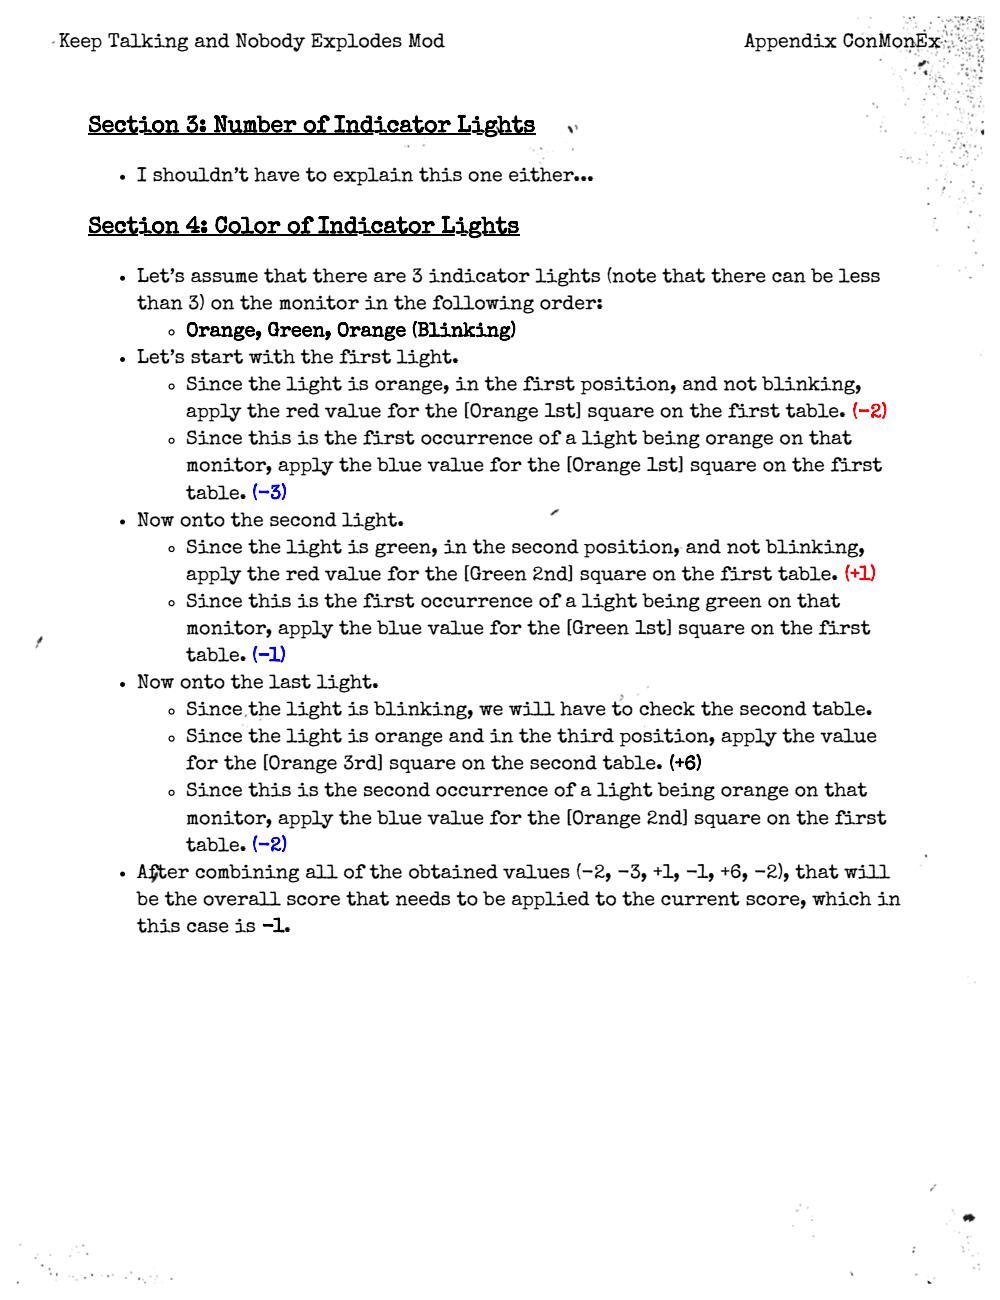 Keep Talking and Nobody Explodes Mod
Appendix ConMonEx
Section 3: Number of Indicator Lights
• I shouldn't have to explain this one either...
Section 4: Color of Indicator Lights
• Let's assume that there are 3 indicator lights (note that there can be less
than 3) on the monitor in the following order:
◦ Orange, Green, Orange (Blinking)
• Let's start with the first light.
◦ Since the light is orange, in the first position, and not blinking,
apply the red value for the [Orange 1st] square on the first table. (-2)
◦ Since this is the first occurrence of a light being orange on that
monitor, apply the blue value for the [Orange 1st] square on the first
table. (-3)
• Now onto the second light.
◦ Since the light is green, in the second position, and not blinking,
apply the red value for the [Green 2nd] square on the first table. (+1)
◦ Since this is the first occurrence of a light being green on that
monitor, apply the blue value for the [Green 1st] square on the first
table. (-1)
• Now onto the last light.
◦ Since the light is blinking, we will have to check the second table.
◦ Since the light is orange and in the third position, apply the value
for the [Orange 3rd] square on the second table. (+6)
◦ Since this is the second occurrence of a light being orange on that
monitor, apply the blue value for the [Orange 2nd] square on the first
table. (-2)
• After combining all of the obtained values (-2, -3, +1, -1, +6, -2), that will
be the overall score that needs to be applied to the current score, which in
this case is -1.